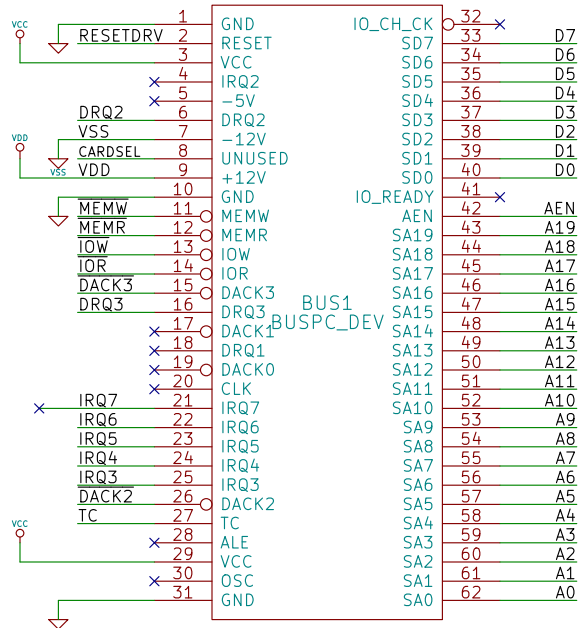 VCC 1 GND IO_CH_CK 32
RESETDRV 2 RESET SD7 33 D7
3 VCC SD6 34 D6
4 IRQ2 SD5 35 D5
5 -5V SD4 36 D4
DRQ2 6 DRQ2 SD3 37 D3
VDD VSS 7 -12V SD2 38 D2
CARDSEL 8 UNUSED SD1 39 D1
VSS VDD 9 +12V SD0 40 D0
10 GND IO_READY 41
MEMW 11 MEMW AEN 42 AEN
MEMR 12 MEMR SA19 43 A19
IOW 13 IOW SA18 44 A18
IOR 14 IOR SA17 45 A17
DACK3 15 DACK3 SA16 46 A16
DRQ3 16 DRQ3 SA15 47 A15
BUS1
17 DACK1 SA14 48 A14
BUSPC_DEV
18 DRQ1 SA13 49 A13
19 DACK0 SA12 50 A12
20 CLK SA11 51 A11
IRQ7 21 IRQ7 SA10 52 A10
IRQ6 22 IRQ6 SA9 53 A9
IRQ5 23 IRQ5 SA8 54 A8
IRQ4 24 IRQ4 SA7 55 A7
IRQ3 25 IRQ3 SA6 56 A6
DACK2 26 DACK2 SA5 57 A5
TC 27 TC SA4 58 A4
VCC 28 ALE SA3 59 A3
29 VCC SA2 60 A2
30 OSC SA1 61 A1
31 GND SA0 62 A0